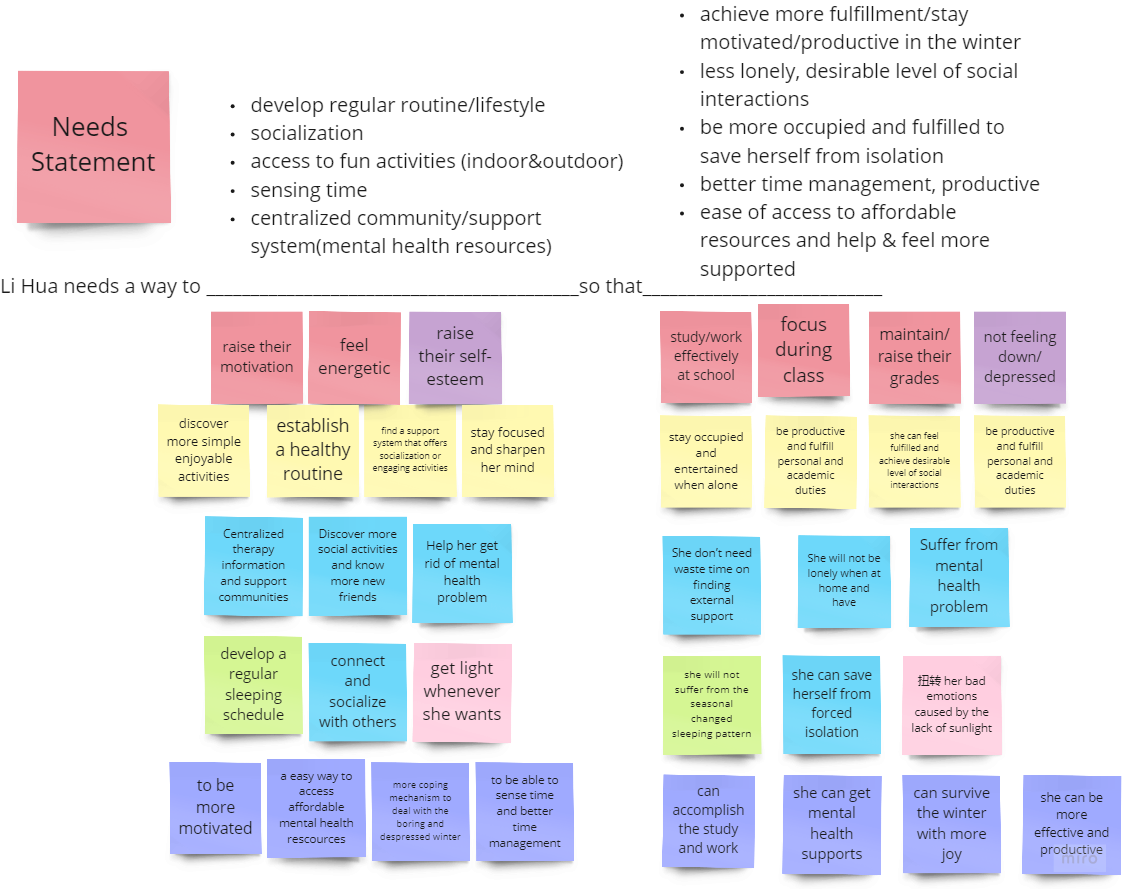 Needs
Statement
• develop regular routine/lifestyle
• socialization
• access to fun activities (indoor&outdoor)
• sensing time
• centralized community/support
system(mental health resources)
• achieve more fulfillment/stay
motivated/productive in the winter
• less lonely, desirable level of social
interactions
• be more occupied and fulfilled to
save herself from isolation
• better time management, productive
• ease of access to affordable
resources and help & feel more
supported
Li Hua needs a way to __________________________________so that______________________
raise their
motivation
feel
energetic
raise
their self-
esteem
study/work
effectively
at school
focus
during
class
maintain/
raise their
grades
not feeling
down/
depressed
discover
more simple
enjoyable
activities
establish
a healthy
routine
find a support
system that offers
socialization or
engaging activities
stay focused
and sharpen
her mind
stay occupied
and
entertained
when alone
be productive
and fulfill
personal and
academic
duties
she can feel
fulfilled and
achieve desirable
level of social
interactions
be productive
and fulfill
personal and
academic
duties
Centralized
therapy
information
and support
communities
Discover more
social activities
and know
more new
friends
Help her get
rid of mental
health
problem
She don't need
waste time on
finding
external
support
She will not be
lonely when at
home and
have
Suffer from
mental
health
problem
develop a
regular
sleeping
schedule
connect
and
socialize
with others
get light
whenever
she wants
she will not
suffer from the
seasonal
changed
sleeping pattern
she can save
herself from
forced
isolation
扭转 her bad
emotions
caused by the
lack of sunlight
to be
more
motivated
a easy way to
access
affordable
mental health
rescources
more coping
mechanism to
deal with the
boring and
despressed winter
to be able to
sense time
and better
time
management
can
accomplish
the study
and work
she can get
mental
health
supports
can survive
the winter
with more
joy
she can be
more
effective and
productive
miro